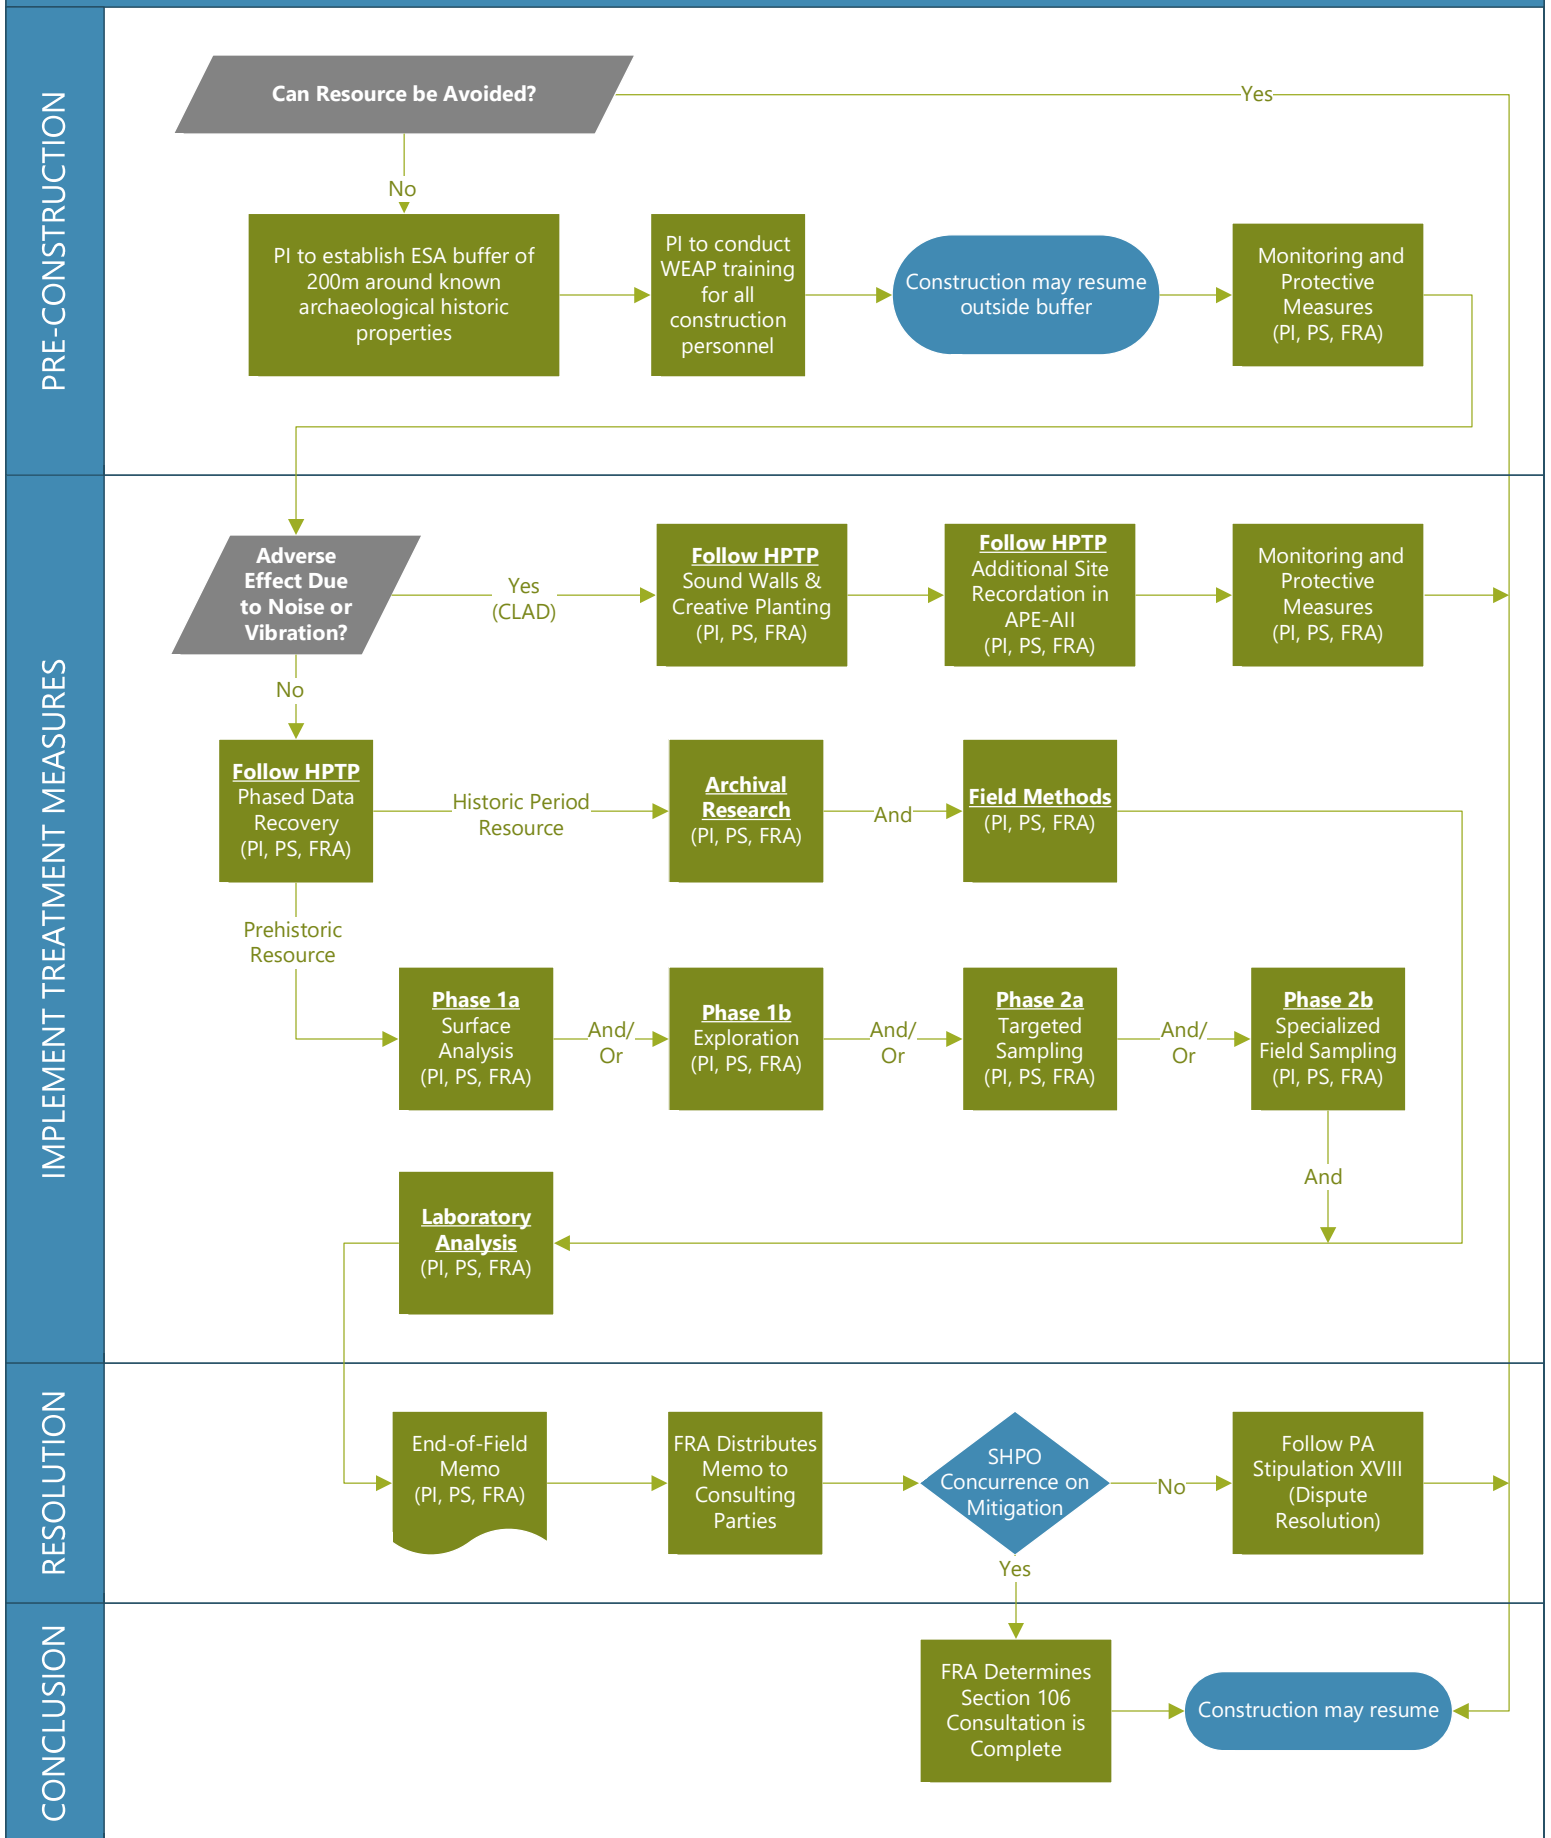 PRE-CONSTRUCTION
Can Resource be Avoided?
Yes
No
PI to establish ESA buffer of
200m around known
archaeological historic
properties
PI to conduct
WEAP training
for all
construction
personnel
Construction may resume
outside buffer
Monitoring and
Protective
Measures
(PI, PS, FRA)
IMPLEMENT TREATMENT MEASURES
Adverse
Effect Due
to Noise or
Vibration?
Yes
(CLAD)
Follow HPTP
Sound Walls &
Creative Planting
(PI, PS, FRA)
Follow HPTP
Additional Site
Recordation in
APE-AII
(PI, PS, FRA)
Monitoring and
Protective
Measures
(PI, PS, FRA)
No
Follow HPTP
Phased Data
Recovery
(PI, PS, FRA)
Historic Period
Resource
Archival
Research
(PI, PS, FRA)
And
Field Methods
(PI, PS, FRA)
Prehistoric
Resource
Phase 1a
Surface
Analysis
(PI, PS, FRA)
And/
Or
Phase 1b
Exploration
(PI, PS, FRA)
And/
Or
Phase 2a
Targeted
Sampling
(PI, PS, FRA)
And/
Or
Phase 2b
Specialized
Field Sampling
(PI, PS, FRA)
And
Laboratory
Analysis
(PI, PS, FRA)
RESOLUTION
End-of-Field
Memo
(PI, PS, FRA)
FRA Distributes
Memo to
Consulting
Parties
SHPO
Concurrence on
Mitigation
No
Follow PA
Stipulation XVIII
(Dispute
Resolution)
Yes
CONCLUSION
FRA Determines
Section 106
Consultation is
Complete
Construction may resume